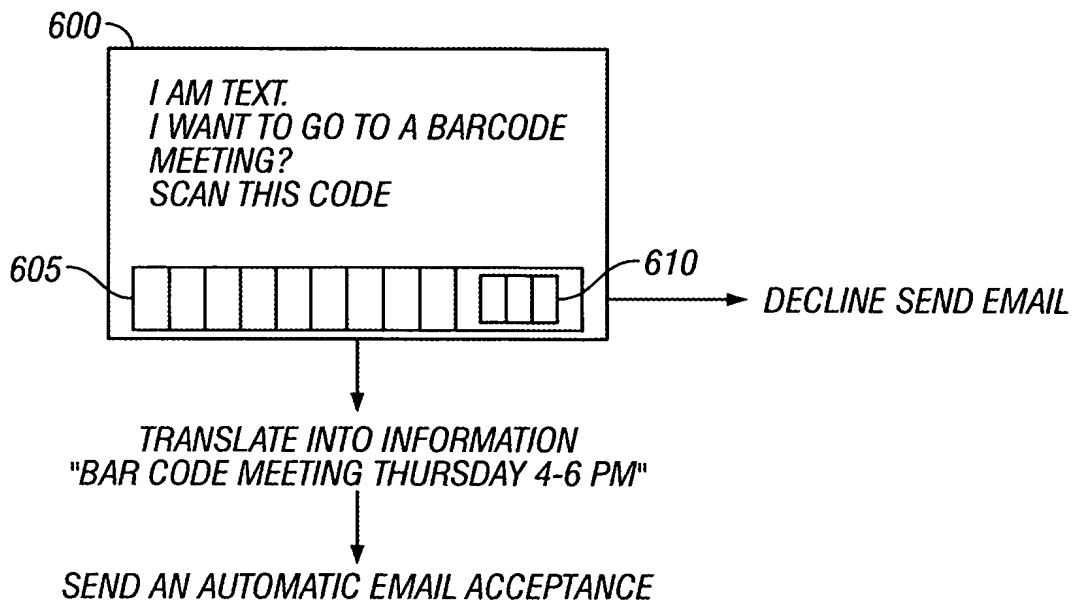 600
I AM TEXT.
I WANT TO GO TO A BARCODE
MEETING?
SCAN THIS CODE
605
610
DECLINE SEND EMAIL
TRANSLATE INTO INFORMATION
"BAR CODE MEETING THURSDAY 4-6 PM"
SEND AN AUTOMATIC EMAIL ACCEPTANCE